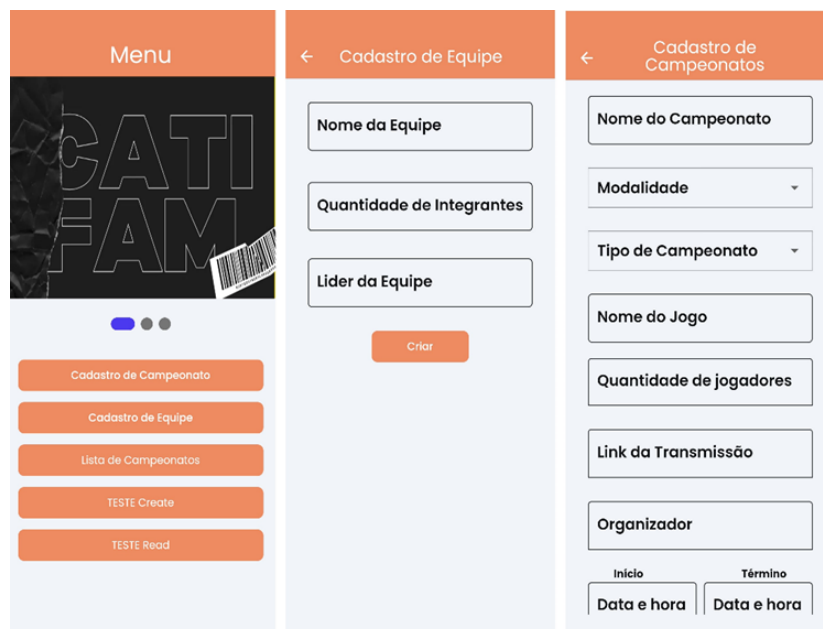 Menu
CATI
FAM
Cadastro de Campeonato
Cadastro de Equipe
Lista de Campeonatos
TESTE Create
TESTE Read
Cadastro de Equipe
Nome da Equipe
Quantidade de Integrantes
Lider da Equipe
Criar
Cadastro de
Campeonatos
Nome do Campeonato
Modalidade
Tipo de Campeonato
Nome do Jogo
Quantidade de jogadores
Link da Transmissão
Organizador
Início Término
Data e hora Data e hora